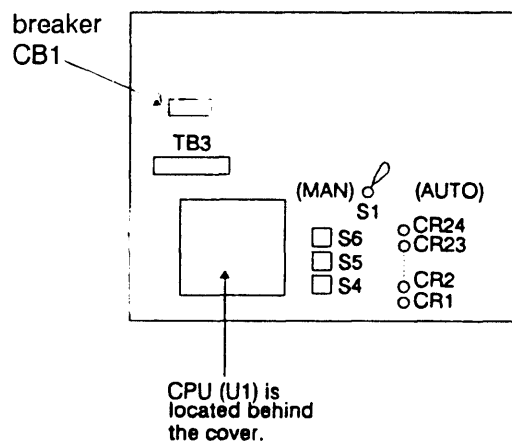 breaker
CB1
TB3
(MAN)
(AUTO)
S1
S6
S5
S4
CR24
CR23
CR2
CR1
CPU (U1) is
located behind
the cover.